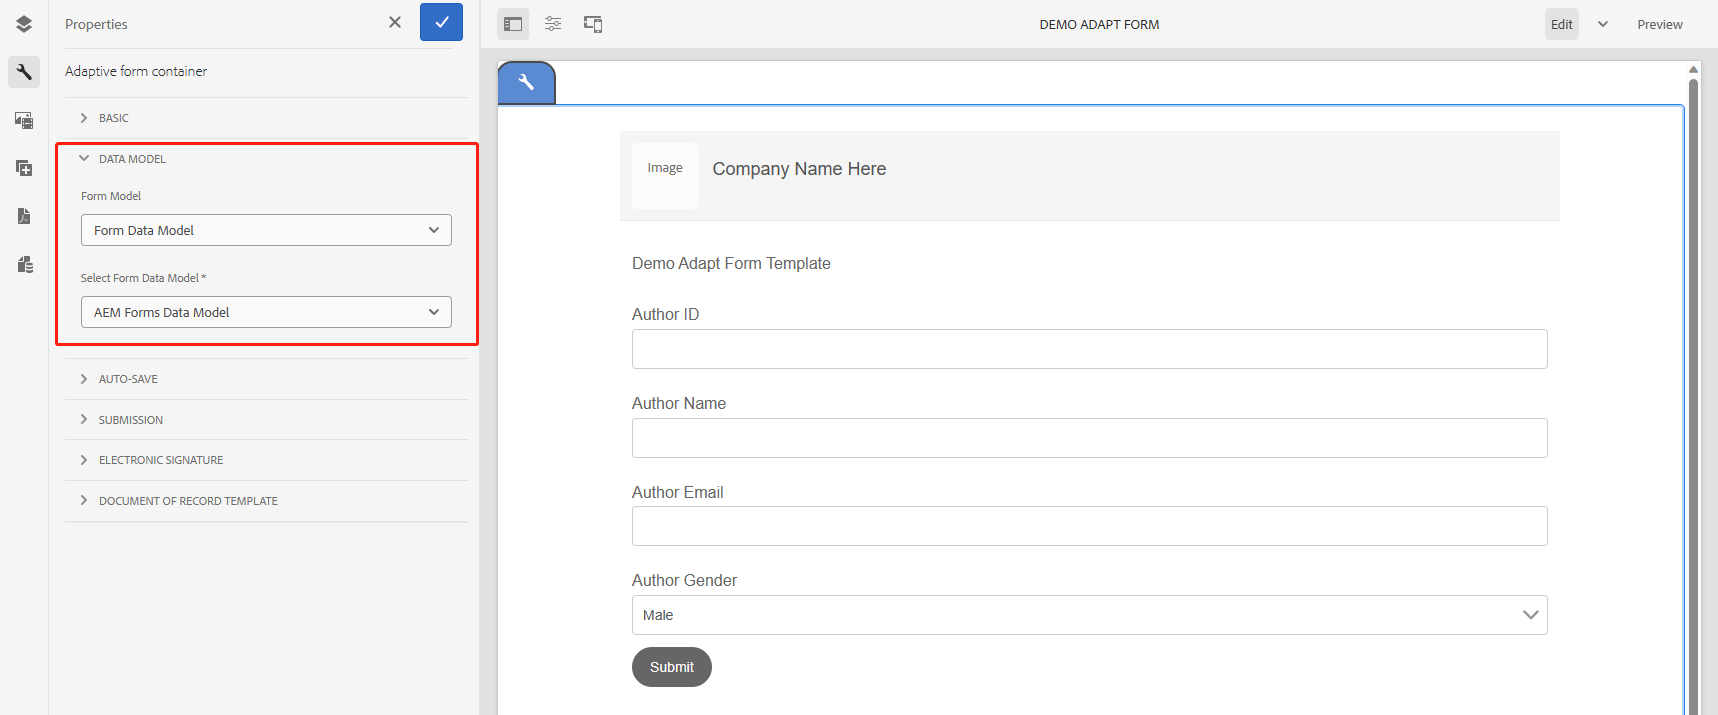 Properties
Adaptive form container
BASIC
DATA MODEL
Form Model
Form Data Model
Select Form Data Model *
AEM Forms Data Model
AUTO-SAVE
SUBMISSION
ELECTRONIC SIGNATURE
DOCUMENT OF RECORD TEMPLATE
DEMO ADAPT FORM
Edit
Preview
Image
Company Name Here
Demo Adapt Form Template
Author ID
Author Name
Author Email
Author Gender
Male
Submit